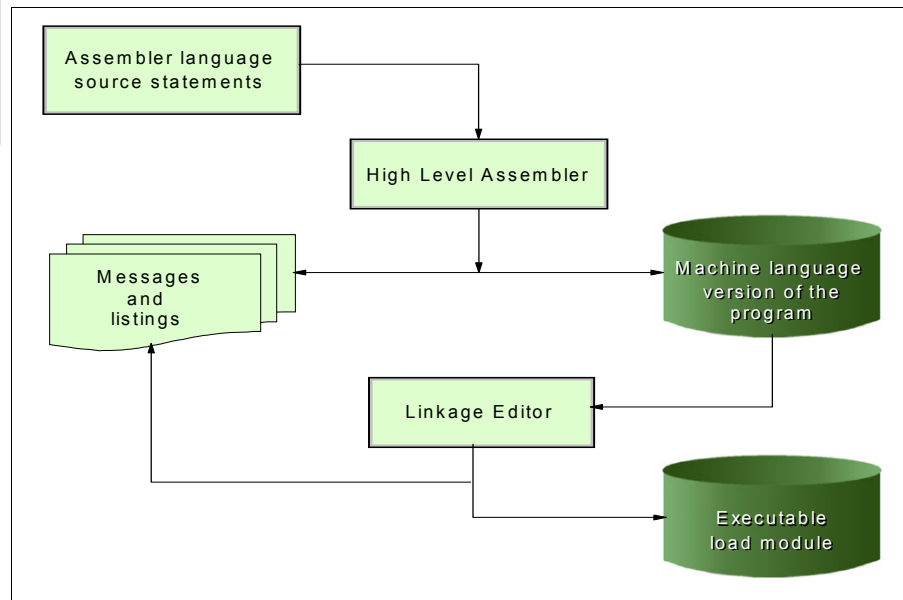 Assembler language
source statements
High Level Assembler
Messages
and
listings
Machine language
version of the
program
Linkage Editor
Executable
load module